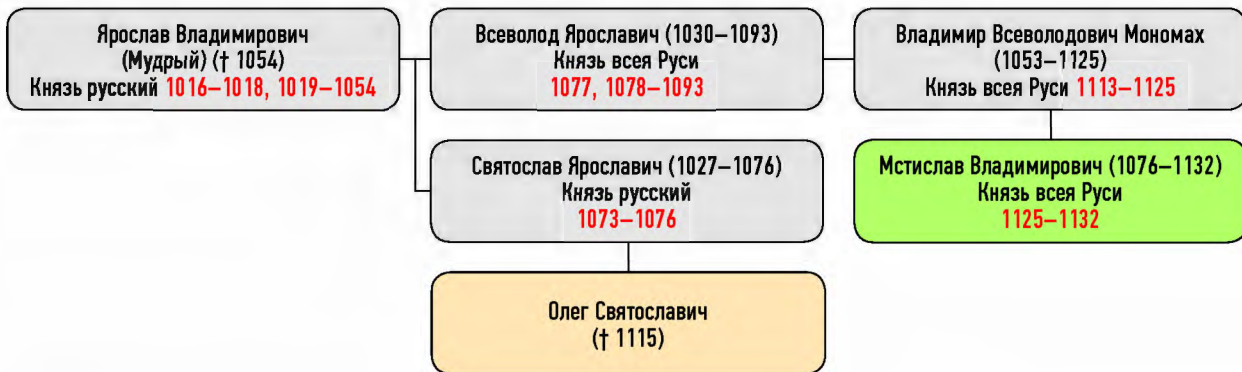 Ярослав Владимирович
(Мудрый) († 1054)
Князь русский 1016–1018, 1019–1054
Всеволод Ярославич (1030–1093)
Князь всея Руси
1077, 1078–1093
Владимир Всеволодович Мономах
(1053–1125)
Князь всея Руси 1113–1125
Святослав Ярославич (1027–1076)
Князь русский
1073–1076
Мстислав Владимирович (1076–1132)
Князь всея Руси
1125–1132
Олег Святославич
(† 1115)